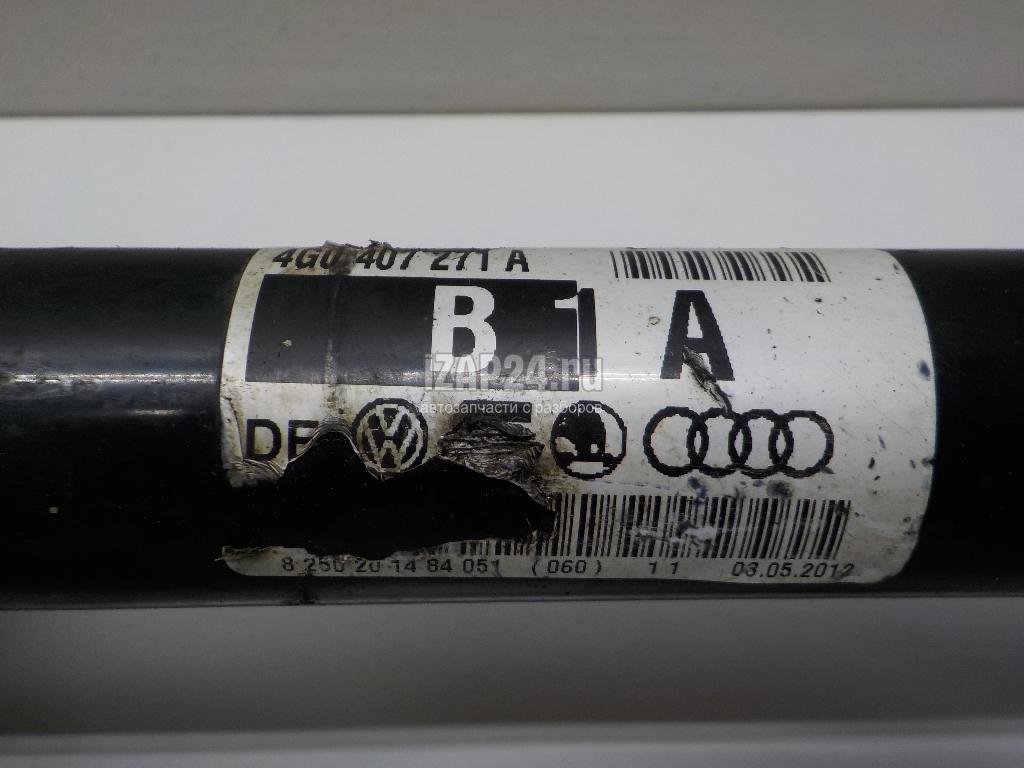 4G0 407 271 A
B 1 A
iZAP24.ru
автозапчасти с разборов
8 250 20 14 84 051 (060) 11 03.05.2012